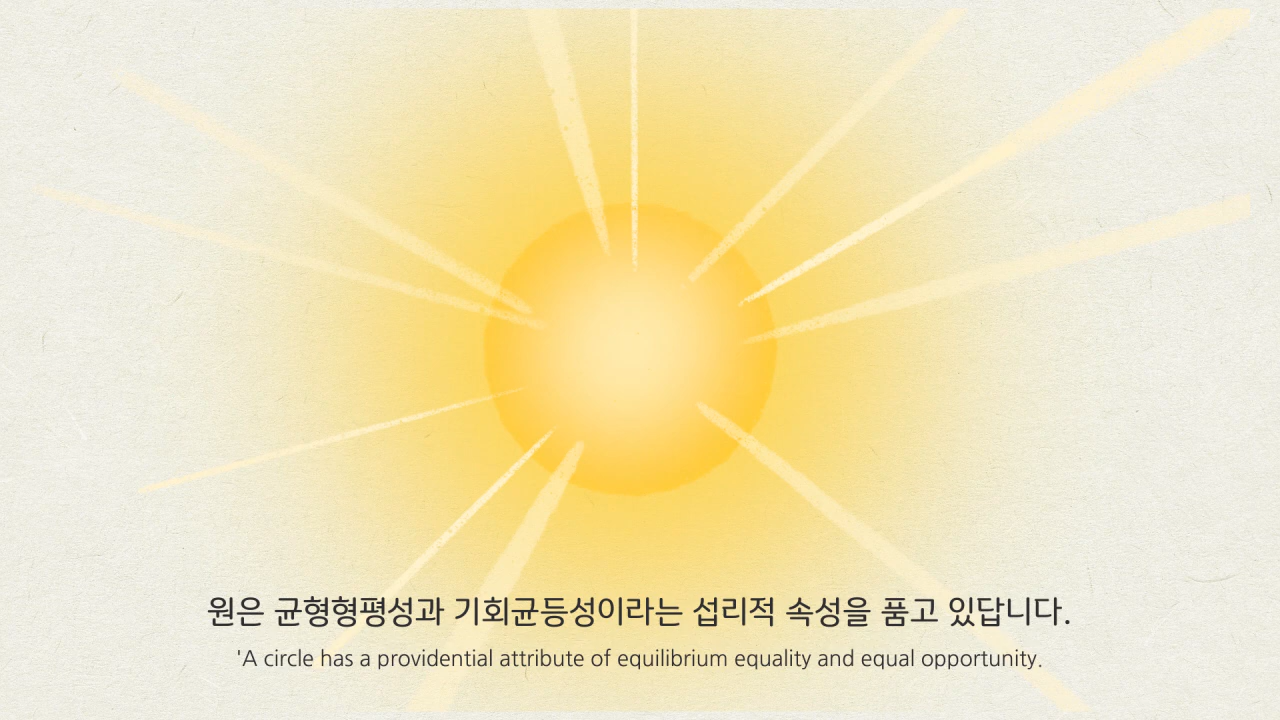 원은 균형형평성과 기회균등성이라는 섭리적 속성을 품고 있답니다.
'A circle has a providential attribute of equilibrium equality and equal opportunity.